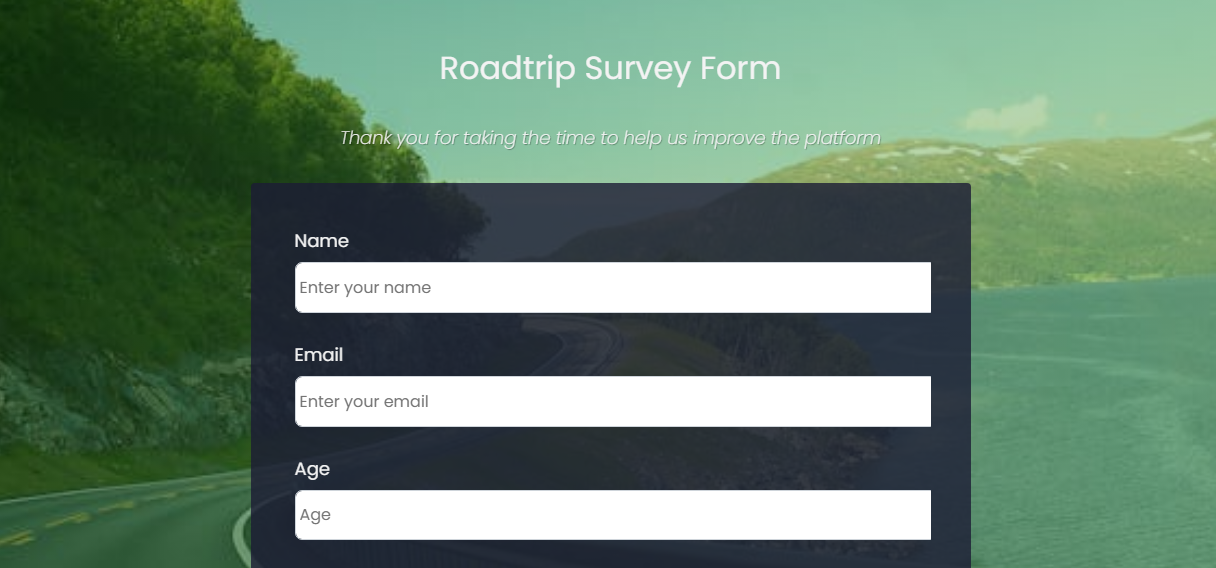 Roadtrip Survey Form
Thank you for taking the time to help us improve the platform
Name
Enter your name
Email
Enter your email
Age
Age